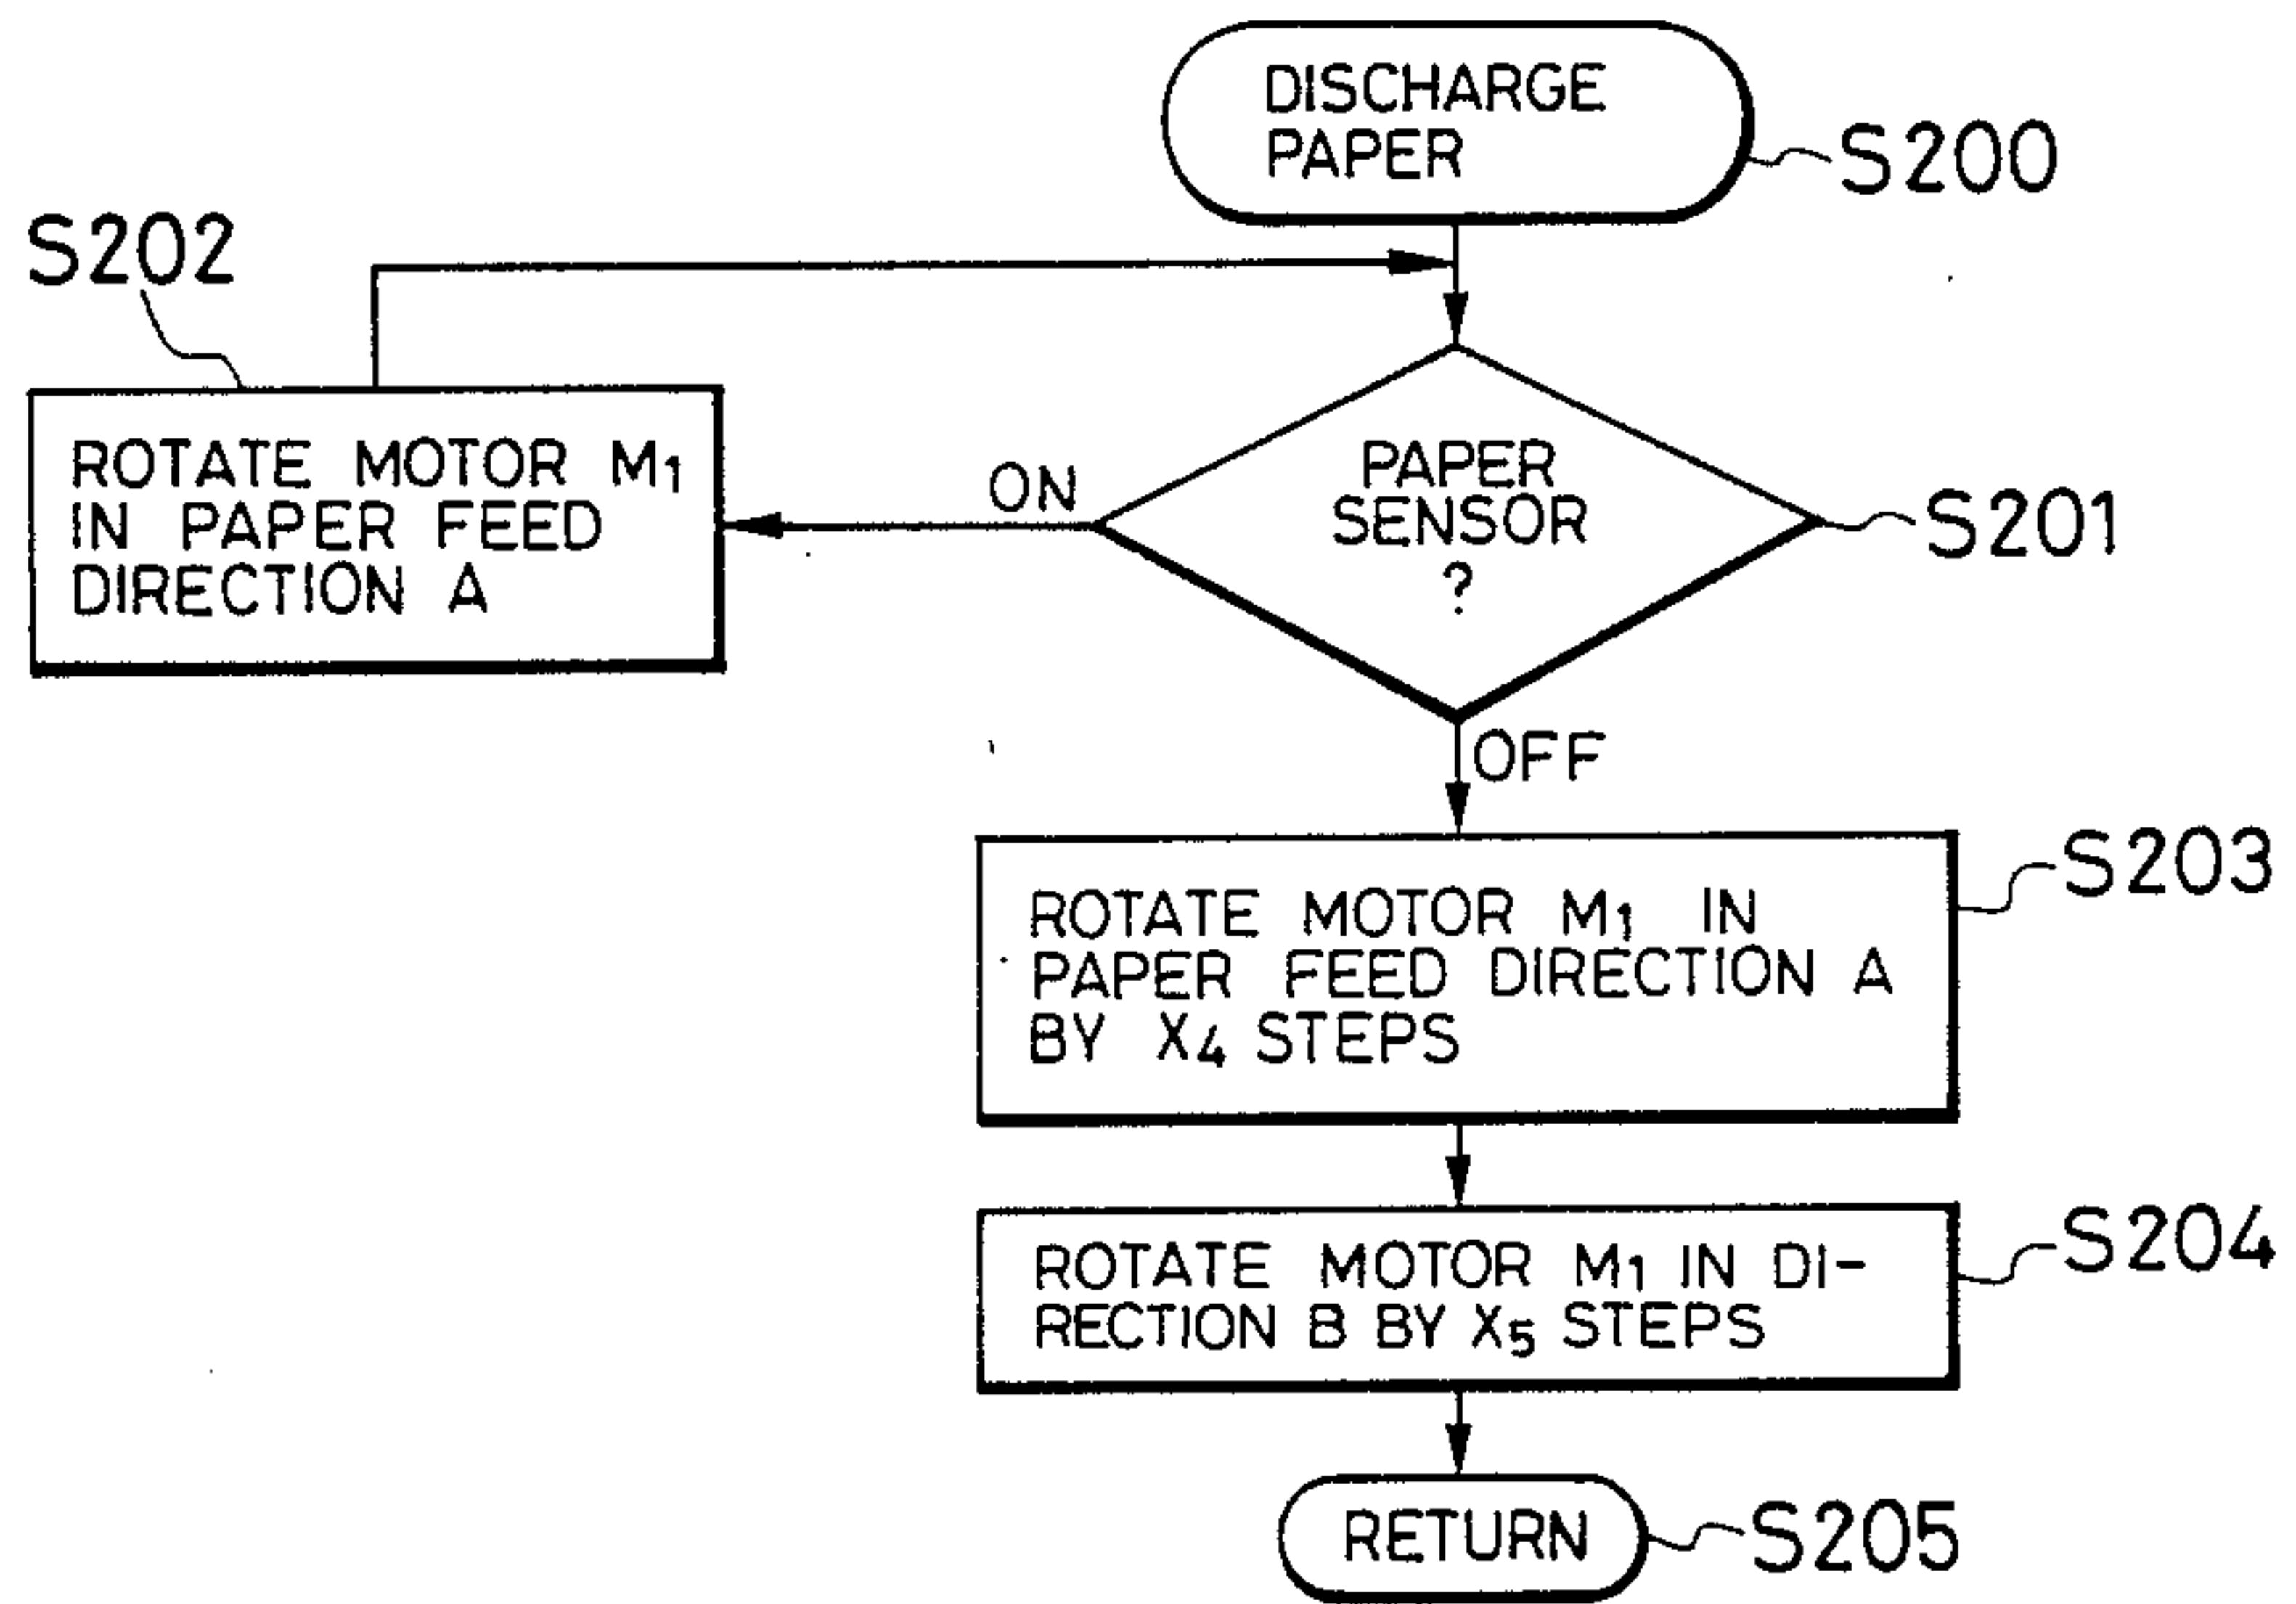 DISCHARGE
PAPER
S200
S202
ROTATE MOTOR M1
IN PAPER FEED
DIRECTION A
ON
PAPER
SENSOR
?
S201
OFF
S203
ROTATE MOTOR M1 IN
PAPER FEED DIRECTION A
BY X4 STEPS
S204
ROTATE MOTOR M1 IN DI-
RECTION B BY X5 STEPS
RETURN
S205